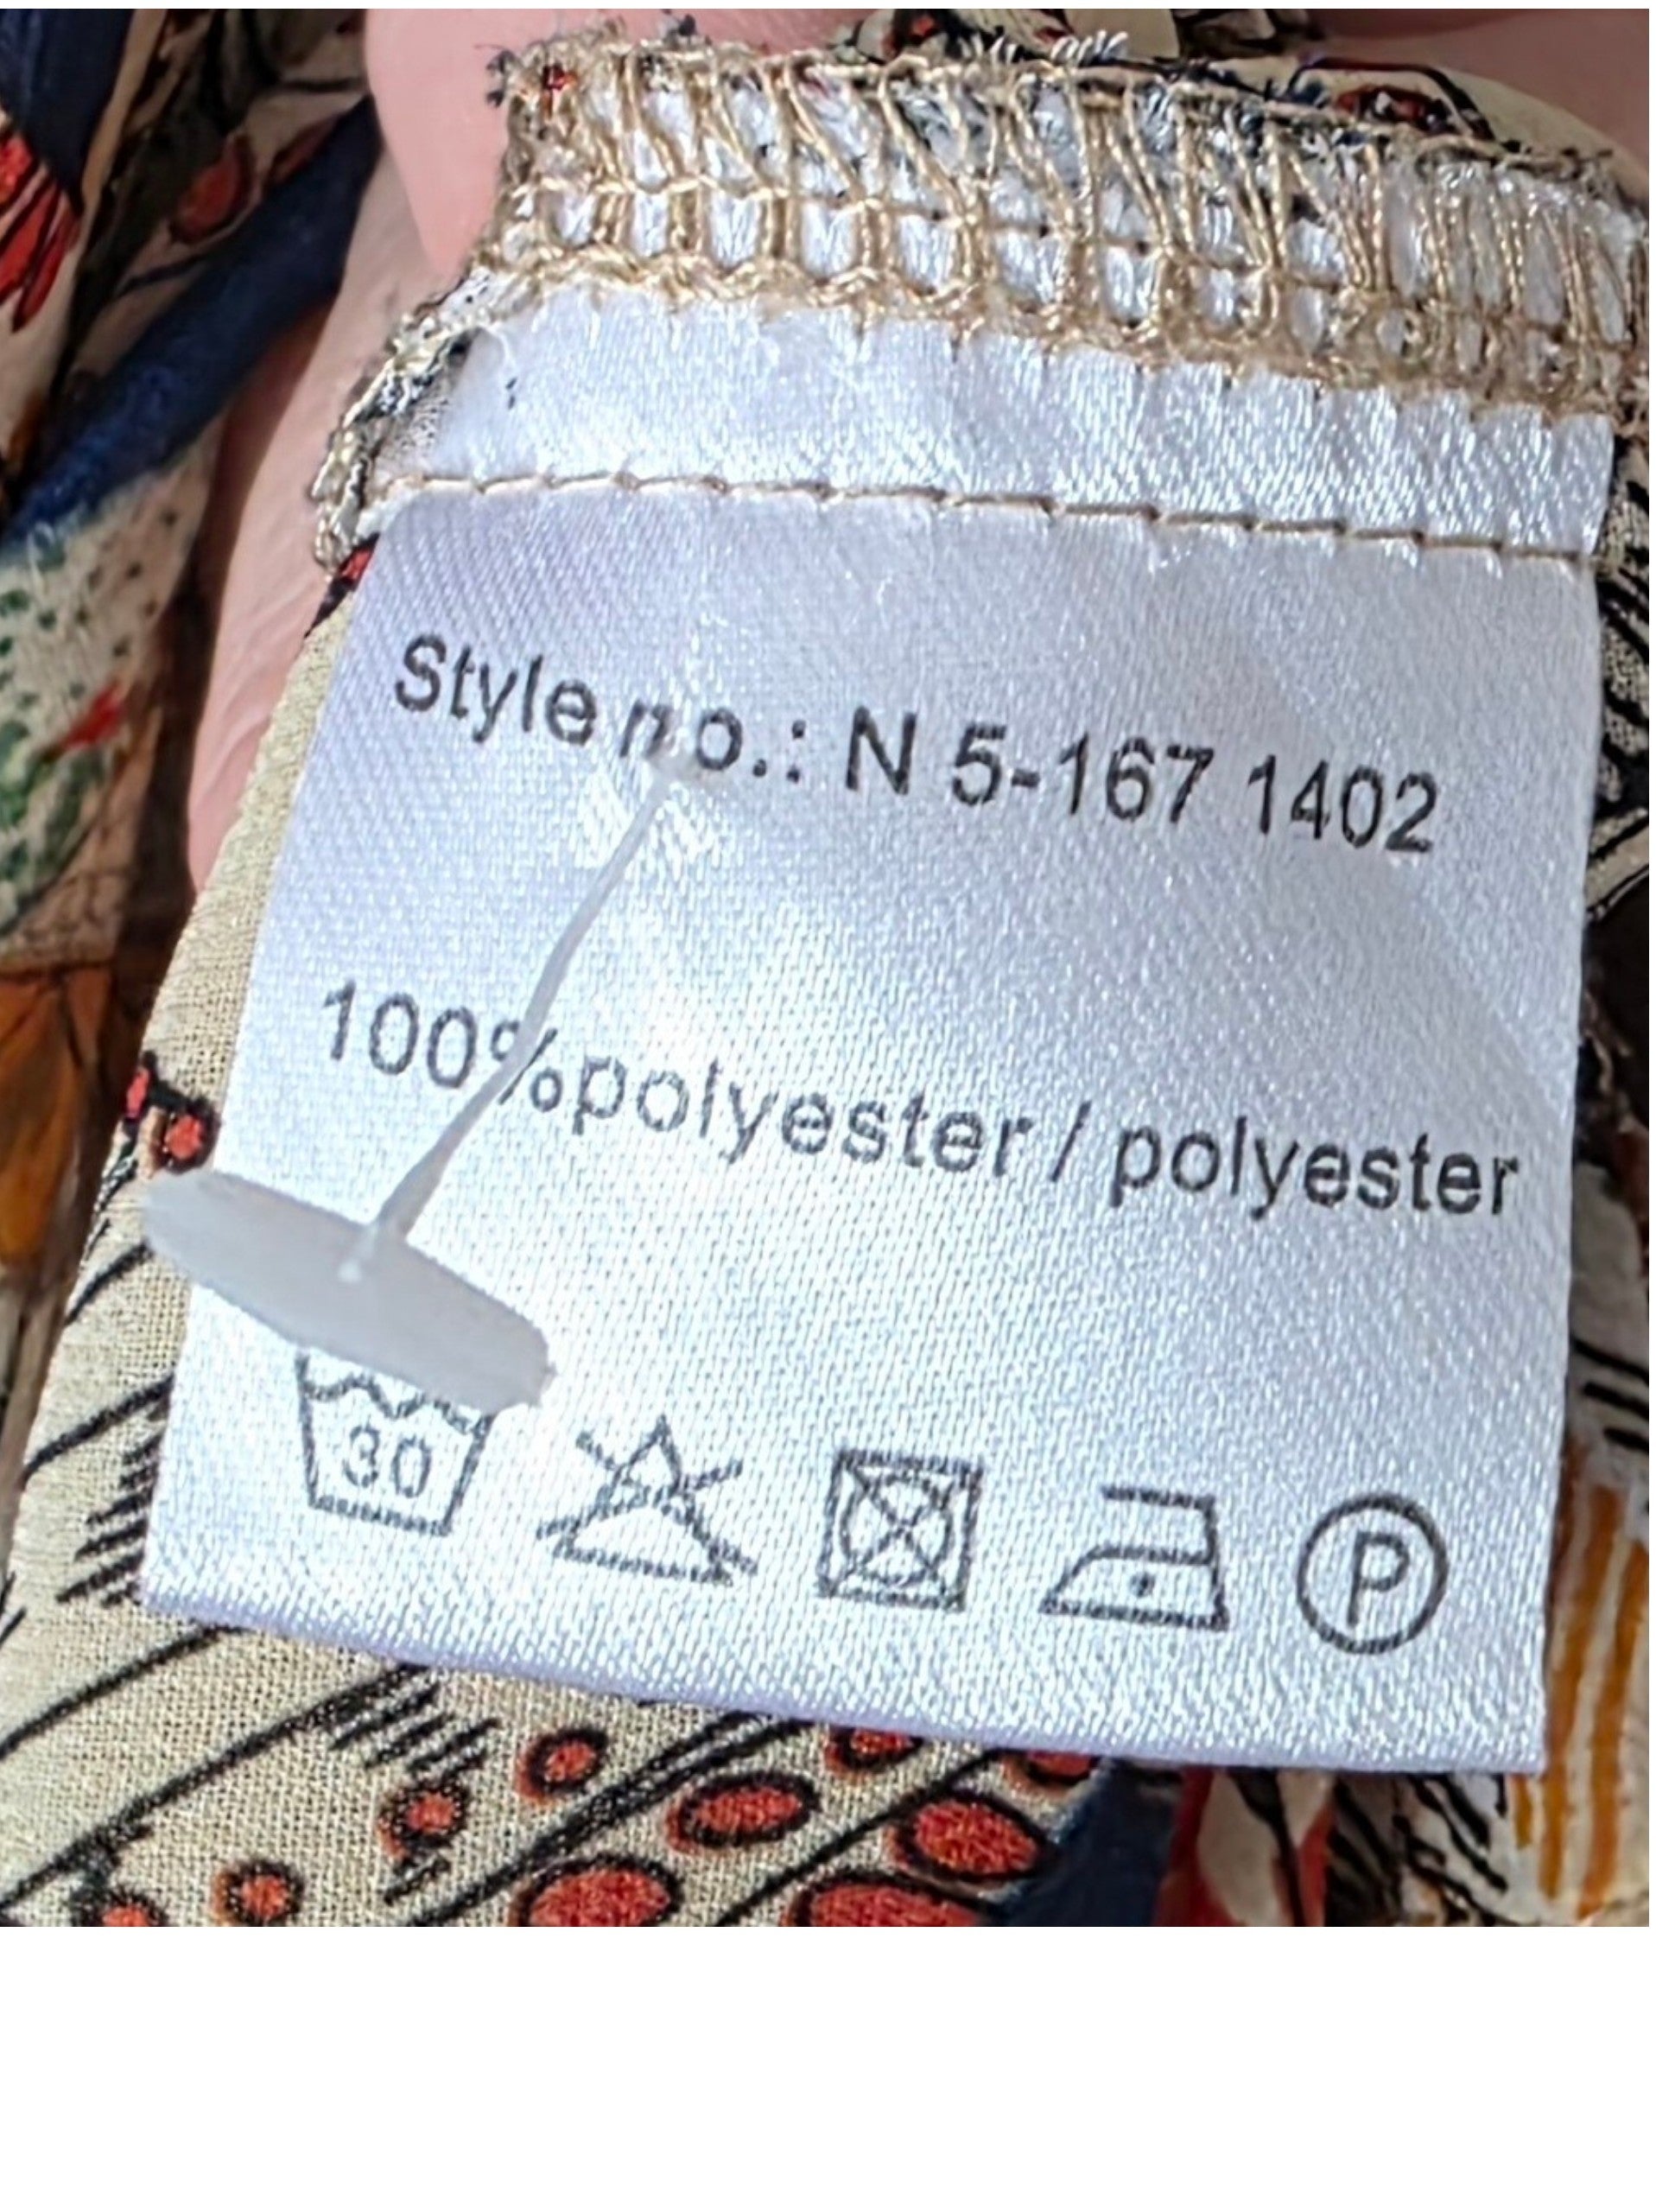 Style no.: N 5-167 1402
100%polyester / polyester
30
P